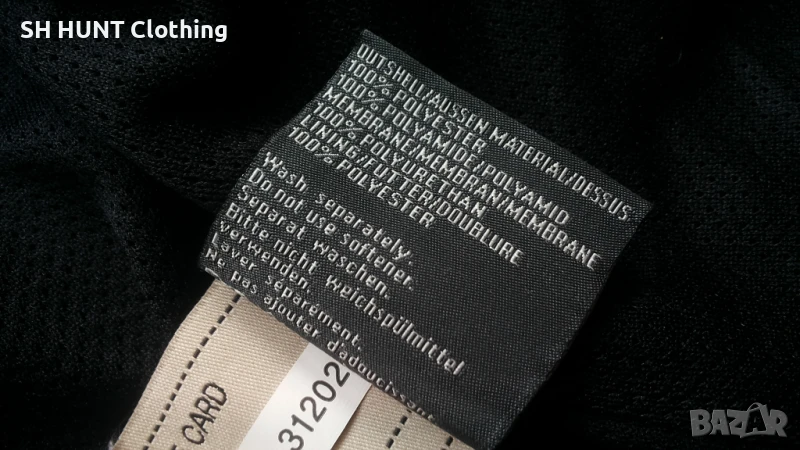 SH HUNT Clothing
OUTSHELL/AUSSEN MATERIAL/DESSUS
100% POLYESTER
100% POLYAMIDE/POLYAMID
MEMBRANE/MEMBRAN/MEMBRANE
100% POLYURETHAN
LINING/FUTTER/DOUBLURE
100% POLYESTER
Wash separately.
Do not use softener.
Separat waschen.
Bitte nicht weichspülmittel
verwenden.
Laver séparément.
Ne pas ajouter d'adoucissant
CARD
31202
BAZAR